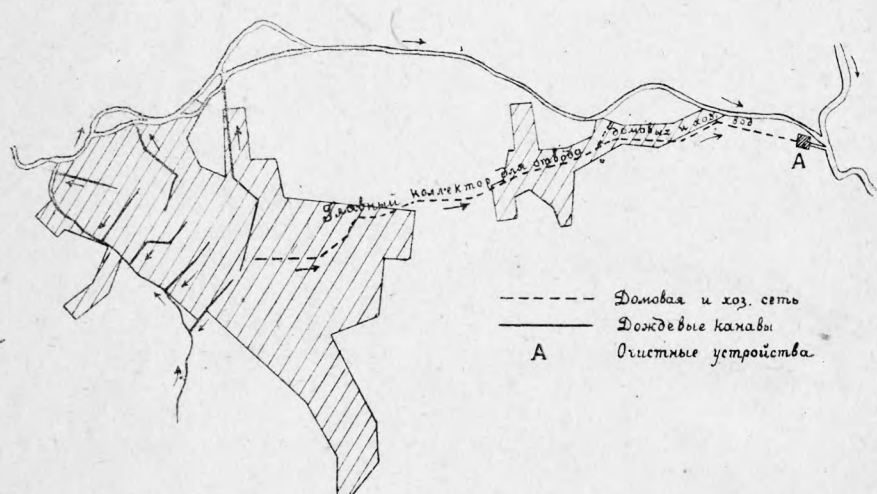 Главный коллектор для отвода домовых и хоз. вод
А
Домовая и хоз. сеть
Дождевые канавы
А Очистные устройства